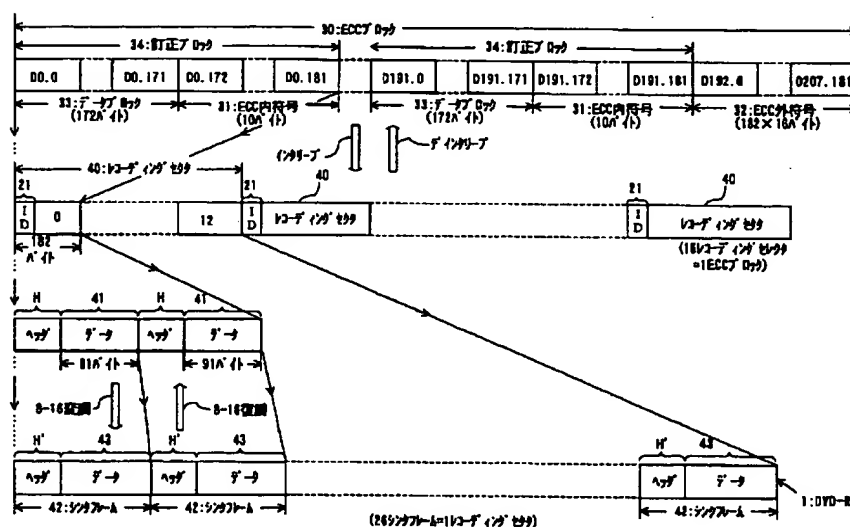 30:ECCブロック
34:訂正ブロック 34:訂正ブロック
D0.0 D0.171 D0.172 D0.181 D191.0 D191.171 D191.172 D191.181 D192.0 D207.181
33:データブロック 31:ECC内符号 33:データブロック 31:ECC内符号 32:ECC外符号
(172バイト) (10バイト) (172バイト) (10バイト) (182×16バイト)
インタリーブ デインタリーブ
40:レコーディングセクタ 40 40
21 21 21
ID 0 12 ID レコーディングセクタ ID レコーディングセクタ
182バイト
(16レコーディングセレクタ
=1ECCブロック)
H 41 H 41
ヘッダ データ ヘッダ データ
91バイト 91バイト
8-16変調 8-16復調
H' 43 H' 43 H' 43
ヘッダ データ ヘッダ データ ヘッダ データ
42:シンクフレーム 42:シンクフレーム 42:シンクフレーム
(26シンクフレーム=1レコーディングセクタ)